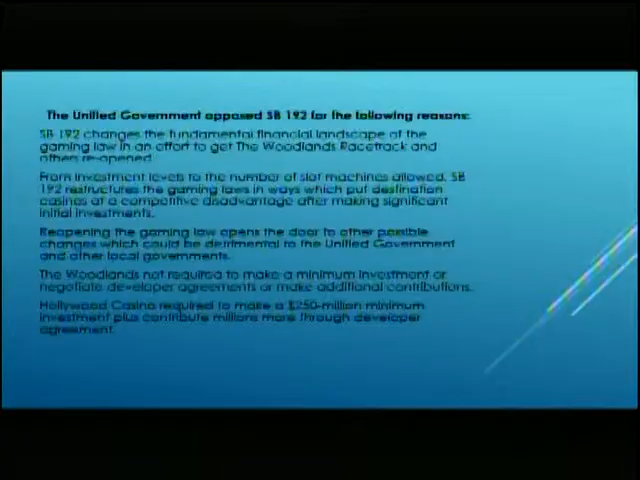 The Unified Government opposed SB 192 for the following reasons:
SB 192 changes the fundamental financial landscape of the
gaming law in an effort to get The Woodlands Racetrack and
others re-opened.
From investment levels to the number of slot machines allowed, SB
192 restructures the gaming laws in ways which put destination
casinos at a competitive disadvantage after making significant
initial investments.
Reopening the gaming law opens the door to other possible
changes which could be detrimental to the Unified Government
and other local governments.
The Woodlands not required to make a minimum investment or
negotiate developer agreements or make additional contributions.
Hollywood Casino required to make a $250-million minimum
investment plus contribute millions more through developer
agreement.